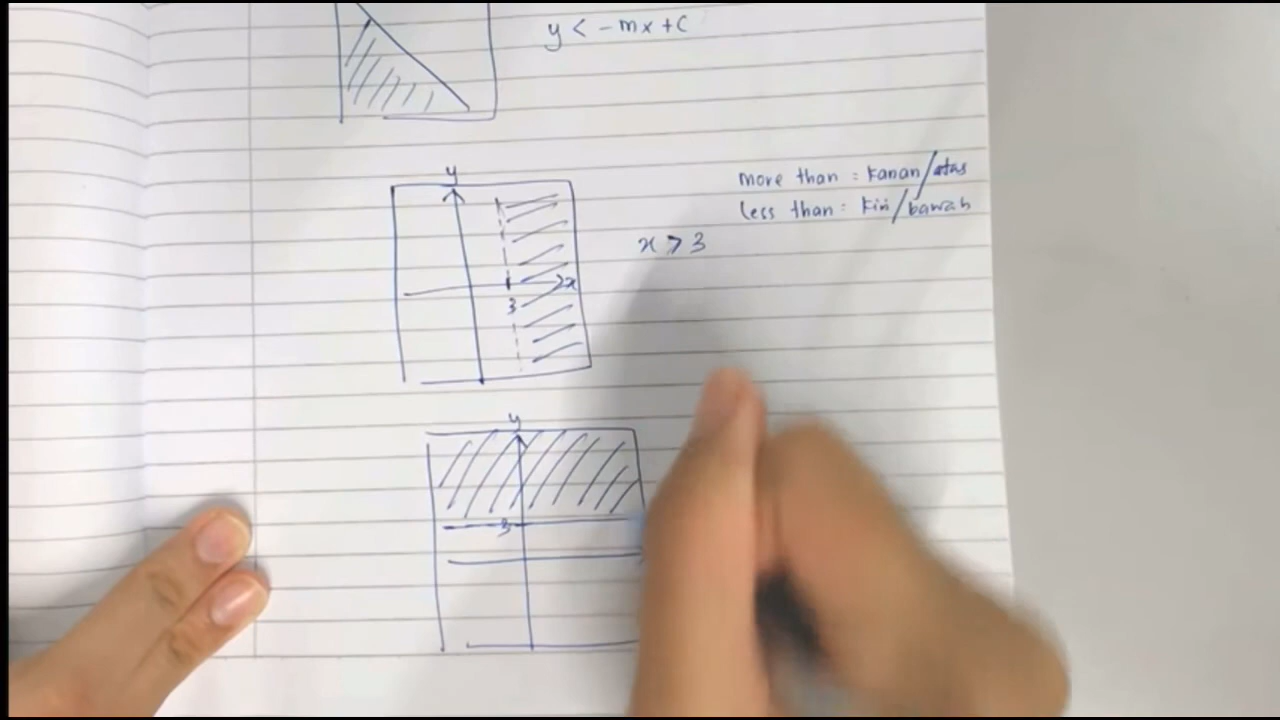 y < -mx + c
y
more than = kanan/atas
less than = kiri/bawah
x > 3
x
3
y
3